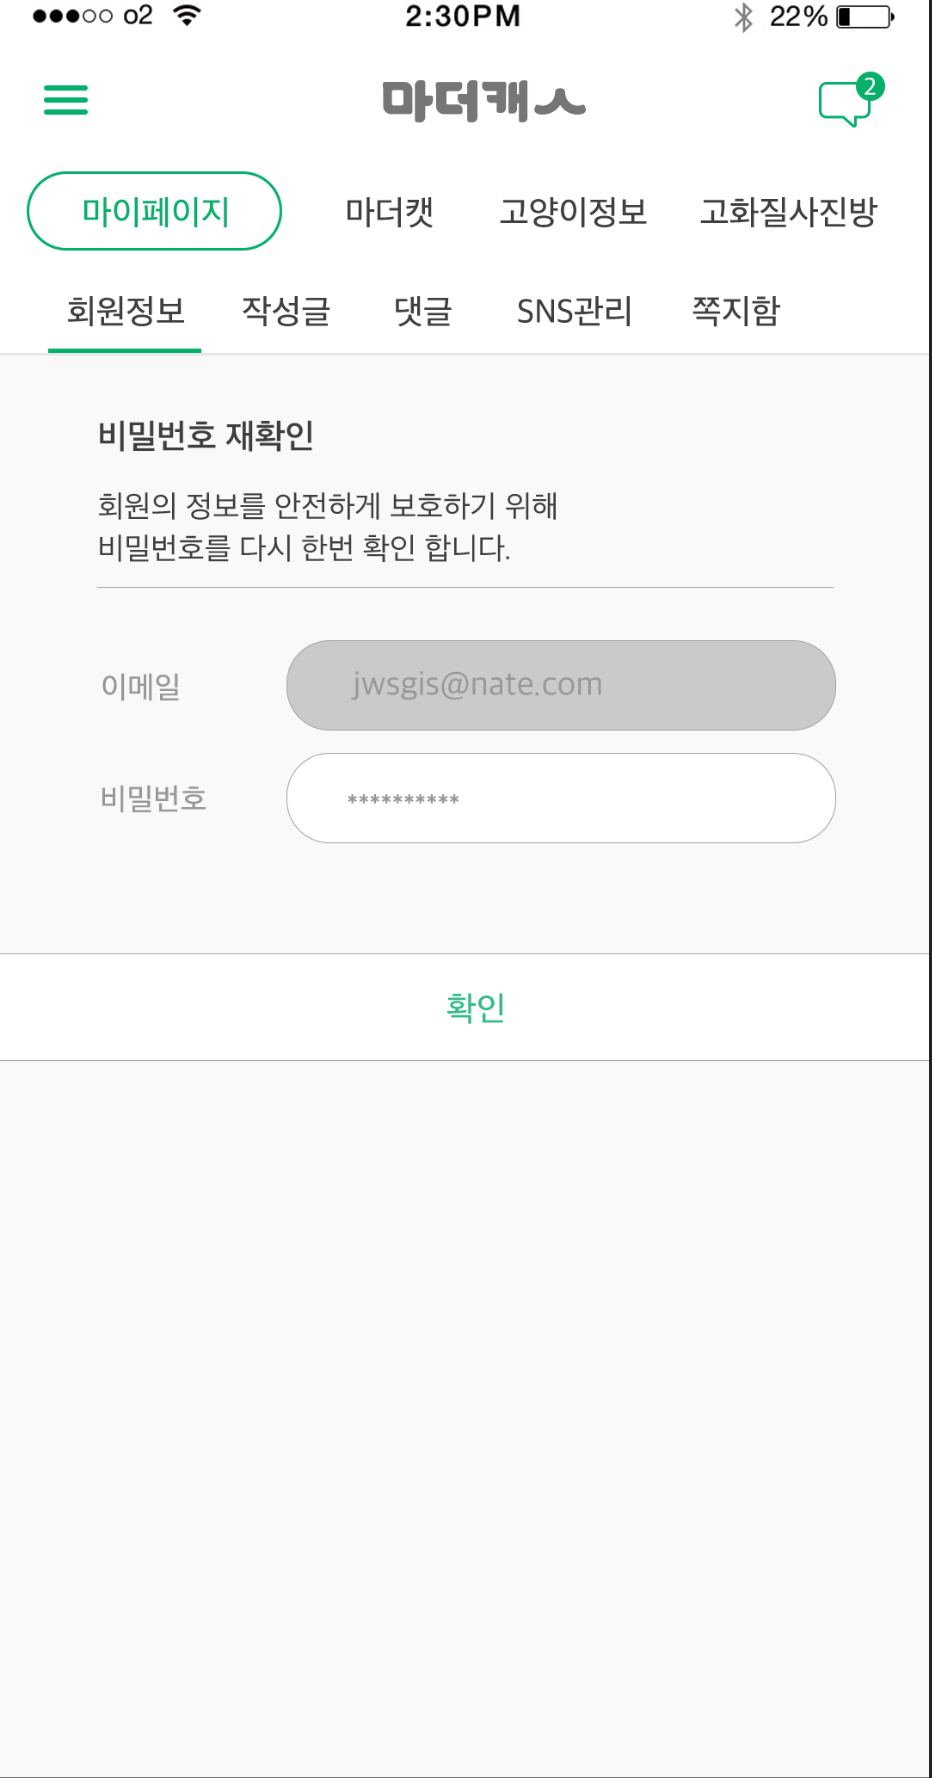 o2 2:30PM 22%
마더캐스
2
마이페이지 마더캣 고양이정보 고화질사진방
회원정보 작성글 댓글 SNS관리 쪽지함
비밀번호 재확인
회원의 정보를 안전하게 보호하기 위해
비밀번호를 다시 한번 확인 합니다.
이메일 jwsgis@nate.com
비밀번호 **********
확인